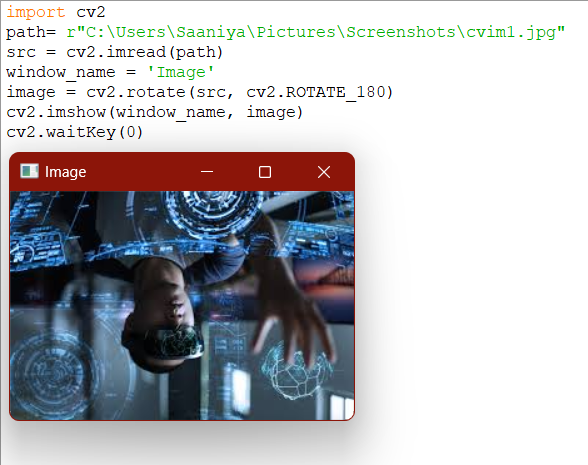 import cv2
path= r"C:\Users\Saaniya\Pictures\Screenshots\cvim1.jpg"
src = cv2.imread(path)
window_name = 'Image'
image = cv2.rotate(src, cv2.ROTATE_180)
cv2.imshow(window_name, image)
cv2.waitKey(0)
Image